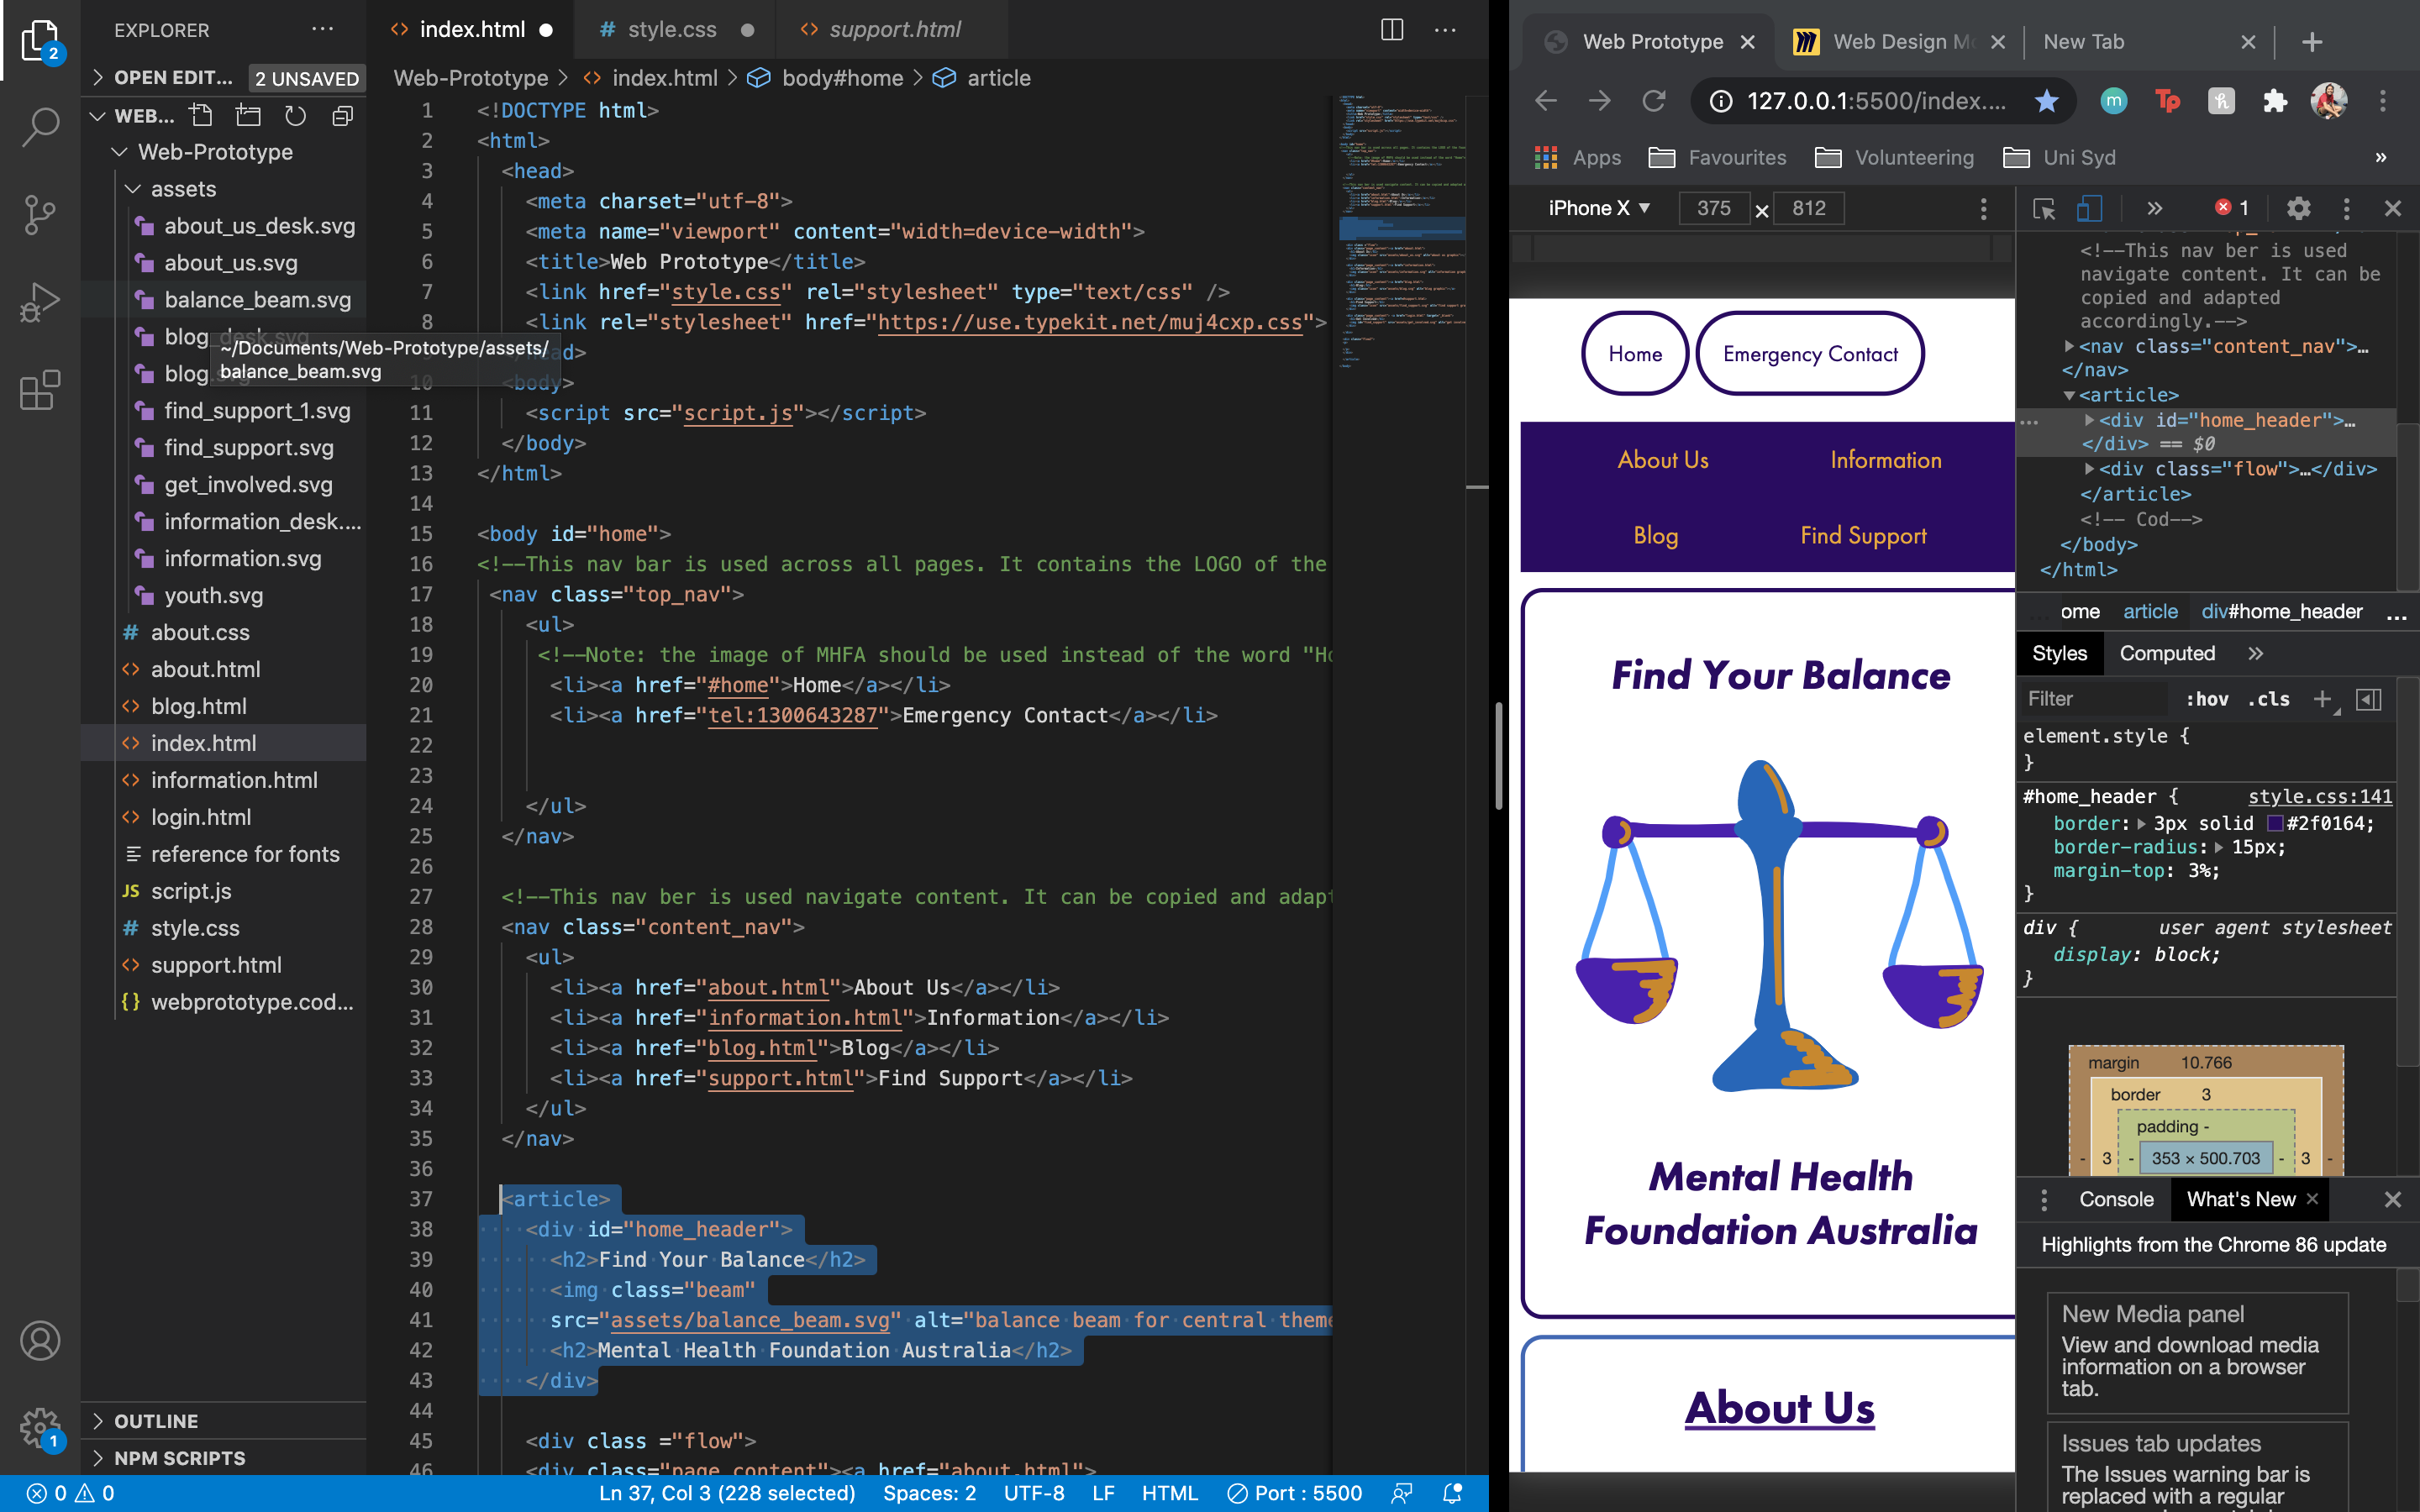 EXPLORER
2
OPEN EDIT... 2 UNSAVED
WEB...
Web-Prototype
assets
about_us_desk.svg
about_us.svg
balance_beam.svg
blog_desk.svg
blog.svg
~/Documents/Web-Prototype/assets/
balance_beam.svg
find_support_1.svg
find_support.svg
get_involved.svg
information_desk....
information.svg
youth.svg
# about.css
<> about.html
<> blog.html
<> index.html
<> information.html
<> login.html
reference for fonts
JS script.js
# style.css
<> support.html
{} webprototype.cod...
OUTLINE
NPM SCRIPTS
1
<> index.html
# style.css
<> support.html
Web-Prototype > <> index.html > body#home > article
1 <!DOCTYPE html>
2 <html>
3 <head>
4 <meta charset="utf-8">
5 <meta name="viewport" content="width=device-width">
6 <title>Web Prototype</title>
7 <link href="style.css" rel="stylesheet" type="text/css" />
8 <link rel="stylesheet" href="https://use.typekit.net/muj4cxp.css">
d>
10 <body>
11 <script src="script.js"></script>
12 </body>
13 </html>
14
15 <body id="home">
16 <!--This nav bar is used across all pages. It contains the LOGO of the
17 <nav class="top_nav">
18 <ul>
19 <!--Note: the image of MHFA should be used instead of the word "Ho
20 <li><a href="#home">Home</a></li>
21 <li><a href="tel:1300643287">Emergency Contact</a></li>
22
23
24 </ul>
25 </nav>
26
27 <!--This nav ber is used navigate content. It can be copied and adapt
28 <nav class="content_nav">
29 <ul>
30 <li><a href="about.html">About Us</a></li>
31 <li><a href="information.html">Information</a></li>
32 <li><a href="blog.html">Blog</a></li>
33 <li><a href="support.html">Find Support</a></li>
34 </ul>
35 </nav>
36
37 <article>
38 <div id="home_header">
39 <h2>Find Your Balance</h2>
40 <img class="beam"
41 src="assets/balance_beam.svg" alt="balance beam for central theme
42 <h2>Mental Health Foundation Australia</h2>
43 </div>
44
45 <div class ="flow">
46 <div class="page_content"><a href="about.html">
0 0
Ln 37, Col 3 (228 selected) Spaces: 2 UTF-8 LF HTML Port : 5500
Web Prototype
Web Design Mo
New Tab
127.0.0.1:5500/index....
m
Tp
h
Apps Favourites Volunteering Uni Syd »
iPhone X ▼ 375 x 812
» 1
Home
Emergency Contact
About Us
Information
Blog
Find Support
Find Your Balance
Mental Health
Foundation Australia
About Us
<!--This nav ber is used
navigate content. It can be
copied and adapted
accordingly.-->
<nav class="content_nav">…
</nav>
<article>
<div id="home_header">…
</div> == $0
<div class="flow">…</div>
</article>
<!-- Cod-->
</body>
</html>
... ome article div#home_header ...
Styles Computed »
Filter :hov .cls +
element.style {
}
#home_header { style.css:141
border: 3px solid #2f0164;
border-radius: 15px;
margin-top: 3%;
}
div { user agent stylesheet
display: block;
}
margin 10.766
border 3
padding -
- 3 - 353 × 500.703 - 3 -
Console What's New
Highlights from the Chrome 86 update
New Media panel
View and download media
information on a browser
tab.
Issues tab updates
The Issues warning bar is
replaced with a regular